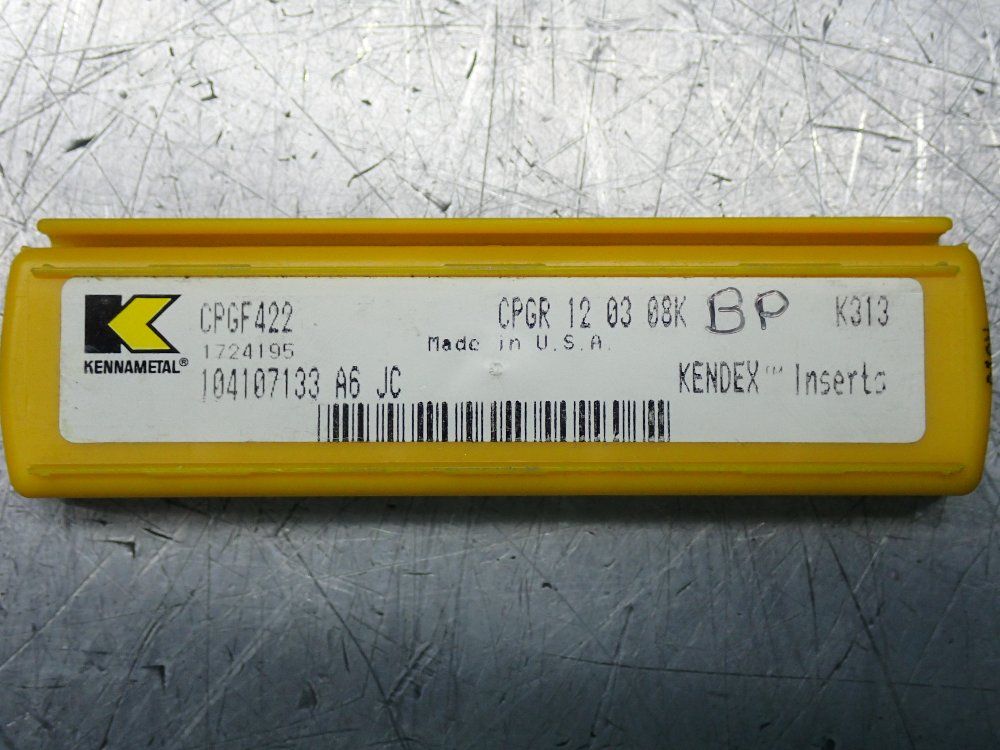 CPGF422 CPGR 12 03 08K BP K313
1724195 Made in U.S.A.
KENNAMETAL®
104107133 A6 JC KENDEX™ Inserts